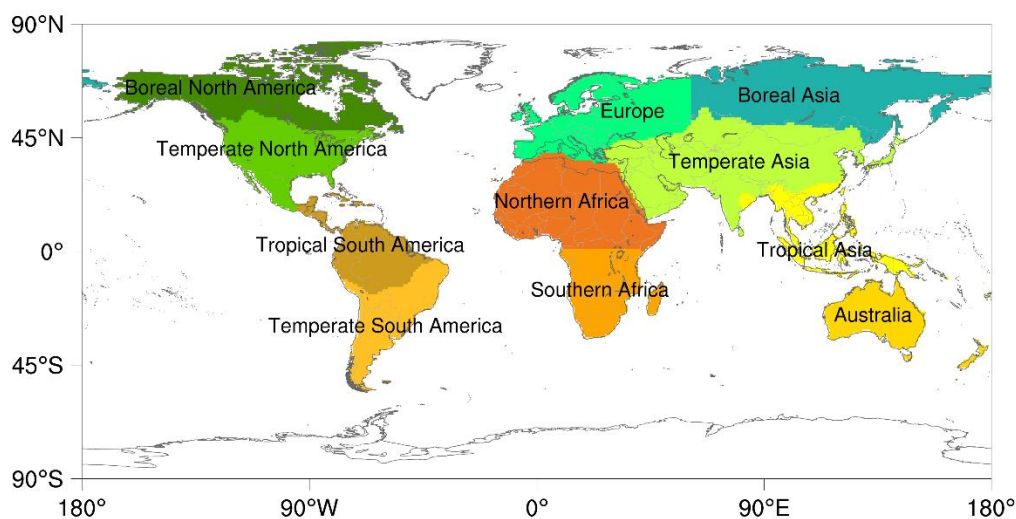 90°N
Boreal North America
Boreal Asia
Europe
45°N
Temperate North America
Temperate Asia
Northern Africa
Tropical South America
0°
Tropical Asia
Southern Africa
Australia
Temperate South America
45°S
90°S
180° 90°W 0° 90°E 180°